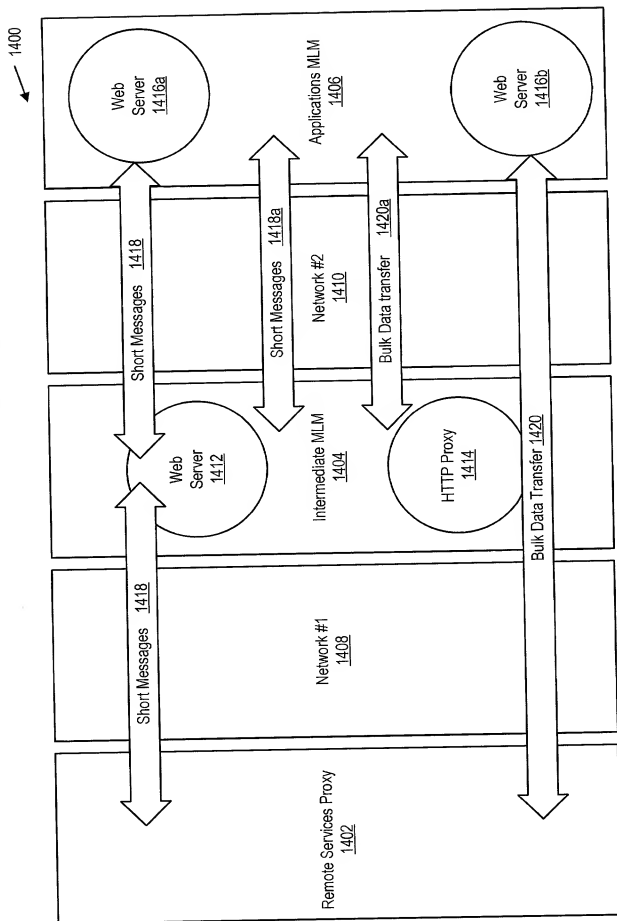 1400
Web
Server
1416a
Applications MLM
1406
Web
Server
1416b
Short Messages 1418
Short Messages 1418a
Network #2
1410
Bulk Data transfer 1420a
Web
Server
1412
Intermediate MLM
1404
HTTP Proxy
1414
Bulk Data Transfer 1420
Short Messages 1418
Network #1
1408
Remote Services Proxy
1402